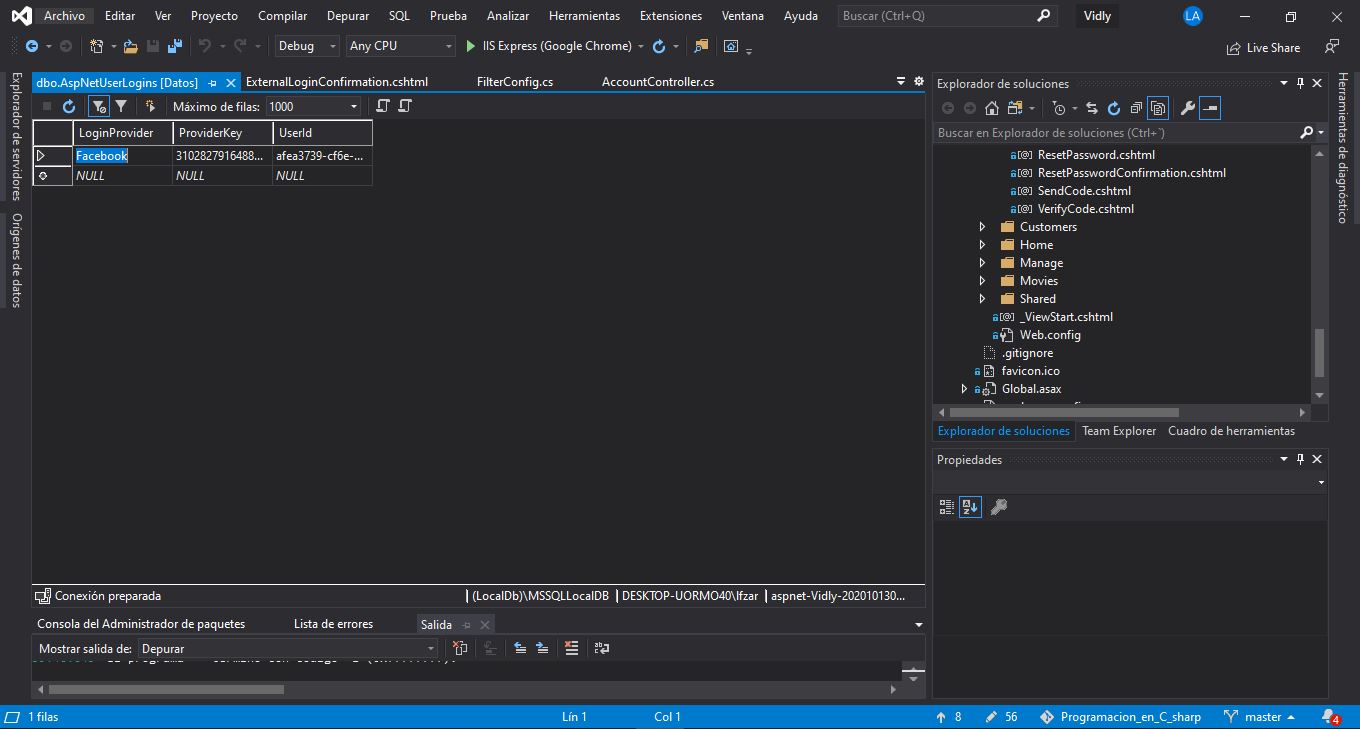 Archivo Editar Ver Proyecto Compilar Depurar SQL Prueba Analizar Herramientas Extensiones Ventana Ayuda Buscar (Ctrl+Q) Vidly LA
Debug Any CPU IIS Express (Google Chrome) Live Share
Explorador de servidores
Orígenes de datos
dbo.AspNetUserLogins [Datos] ExternalLoginConfirmation.cshtml FilterConfig.cs AccountController.cs
Máximo de filas: 1000
LoginProvider ProviderKey UserId
Facebook 3102827916488... afea3739-cf6e-...
NULL NULL NULL
Conexión preparada (LocalDb)\MSSQLLocalDB DESKTOP-UORMO40\lfzar aspnet-Vidly-202010130...
Consola del Administrador de paquetes Lista de errores Salida
Mostrar salida de: Depurar
Explorador de soluciones
Buscar en Explorador de soluciones (Ctrl+`)
ResetPassword.cshtml
ResetPasswordConfirmation.cshtml
SendCode.cshtml
VerifyCode.cshtml
Customers
Home
Manage
Movies
Shared
_ViewStart.cshtml
Web.config
.gitignore
favicon.ico
Global.asax
Explorador de soluciones Team Explorer Cuadro de herramientas
Propiedades
Herramientas de diagnóstico
1 filas Lín 1 Col 1 8 56 Programacion_en_C_sharp master 4